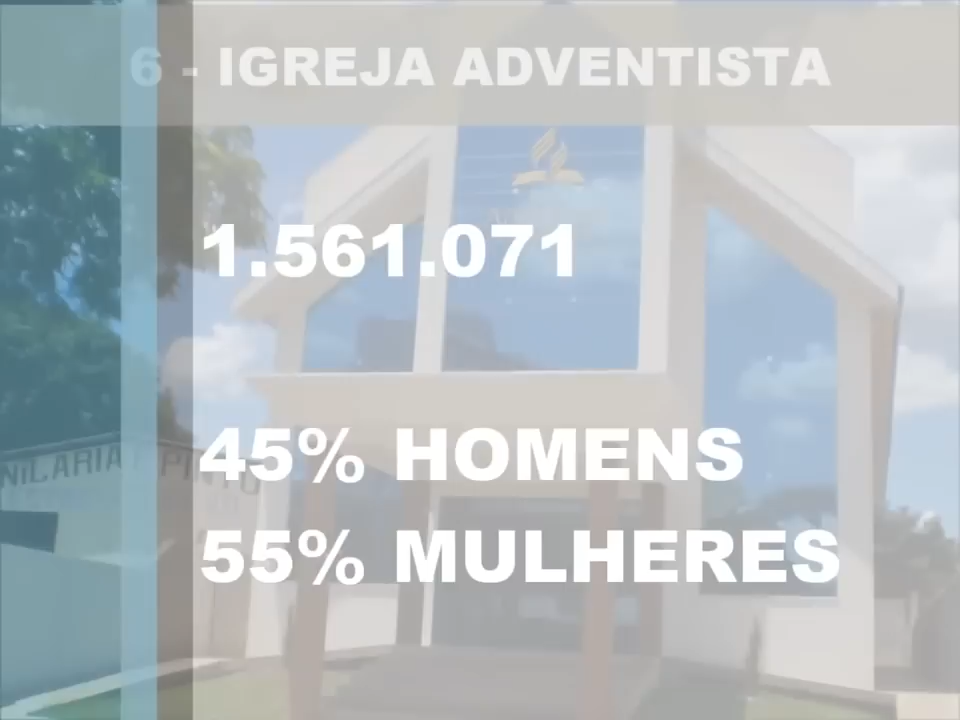 6 - IGREJA ADVENTISTA
1.561.071
45% HOMENS
55% MULHERES